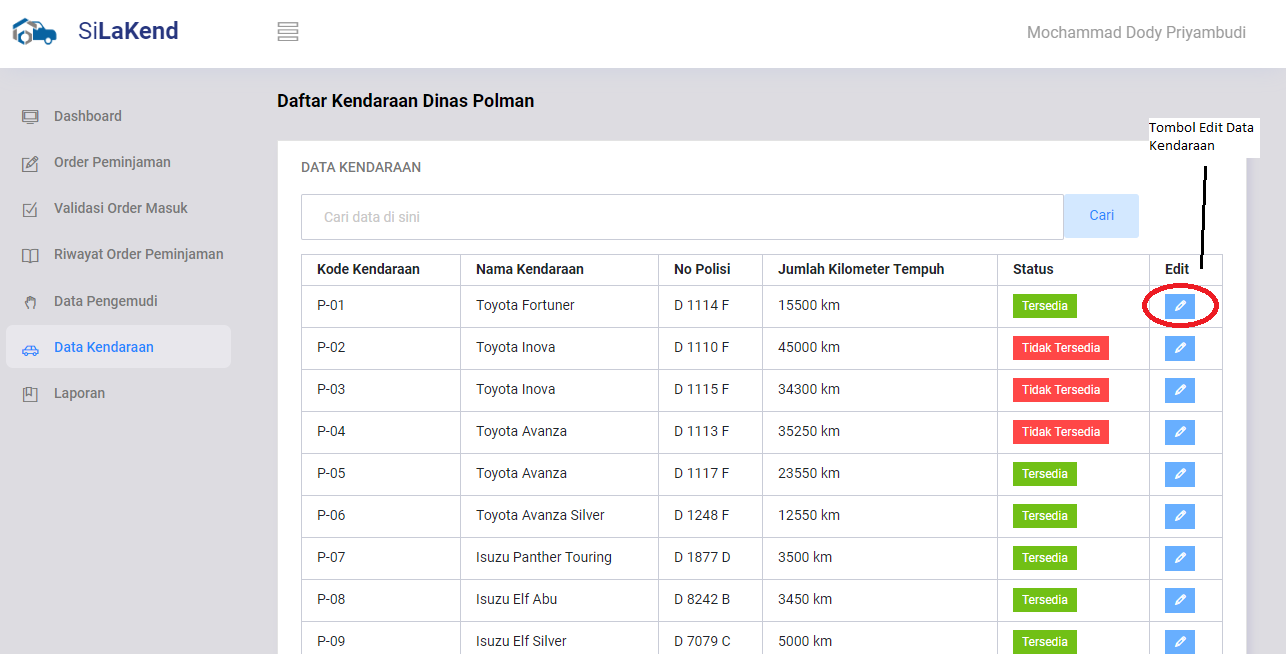 SiLaKend
Mochammad Dody Priyambudi
Dashboard
Order Peminjaman
Validasi Order Masuk
Riwayat Order Peminjaman
Data Pengemudi
Data Kendaraan
Laporan
Daftar Kendaraan Dinas Polman
Tombol Edit Data
Kendaraan
DATA KENDARAAN
Cari data di sini Cari
Kode Kendaraan Nama Kendaraan No Polisi Jumlah Kilometer Tempuh Status Edit
P-01 Toyota Fortuner D 1114 F 15500 km Tersedia
P-02 Toyota Inova D 1110 F 45000 km Tidak Tersedia
P-03 Toyota Inova D 1115 F 34300 km Tidak Tersedia
P-04 Toyota Avanza D 1113 F 35250 km Tidak Tersedia
P-05 Toyota Avanza D 1117 F 23550 km Tersedia
P-06 Toyota Avanza Silver D 1248 F 12550 km Tersedia
P-07 Isuzu Panther Touring D 1877 D 3500 km Tersedia
P-08 Isuzu Elf Abu D 8242 B 3450 km Tersedia
P-09 Isuzu Elf Silver D 7079 C 5000 km Tersedia